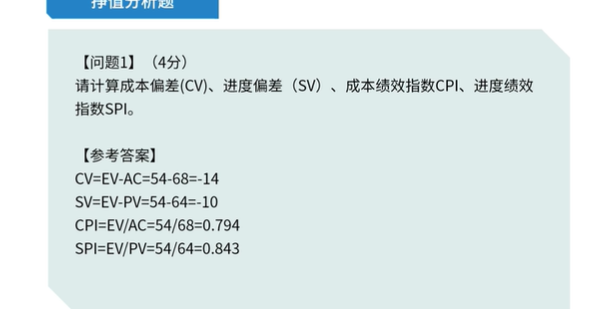 挣值分析题
【问题1】（4分）
请计算成本偏差(CV)、进度偏差（SV）、成本绩效指数CPI、进度绩效
指数SPI。
【参考答案】
CV=EV-AC=54-68=-14
SV=EV-PV=54-64=-10
CPI=EV/AC=54/68=0.794
SPI=EV/PV=54/64=0.843